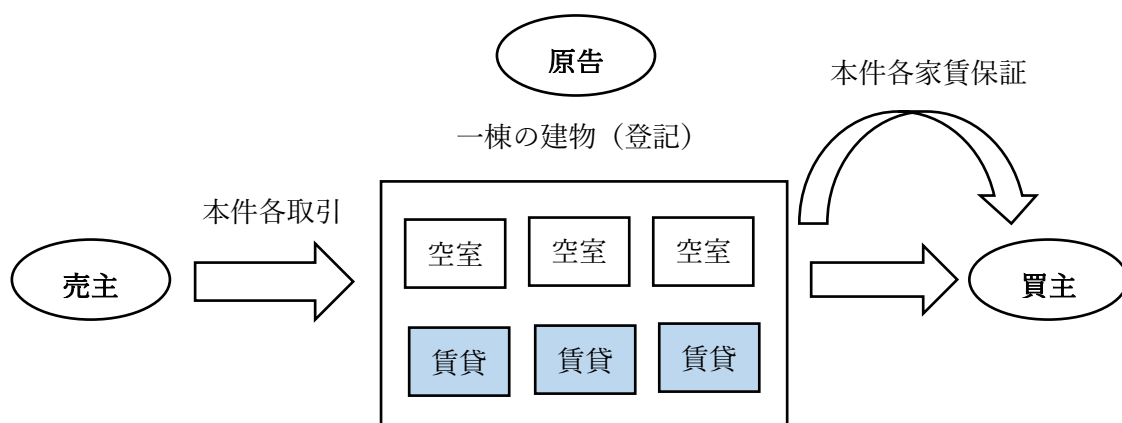 原告
本件各家賃保証
一棟の建物（登記）
本件各取引
空室
空室
空室
売主
買主
賃貸
賃貸
賃貸